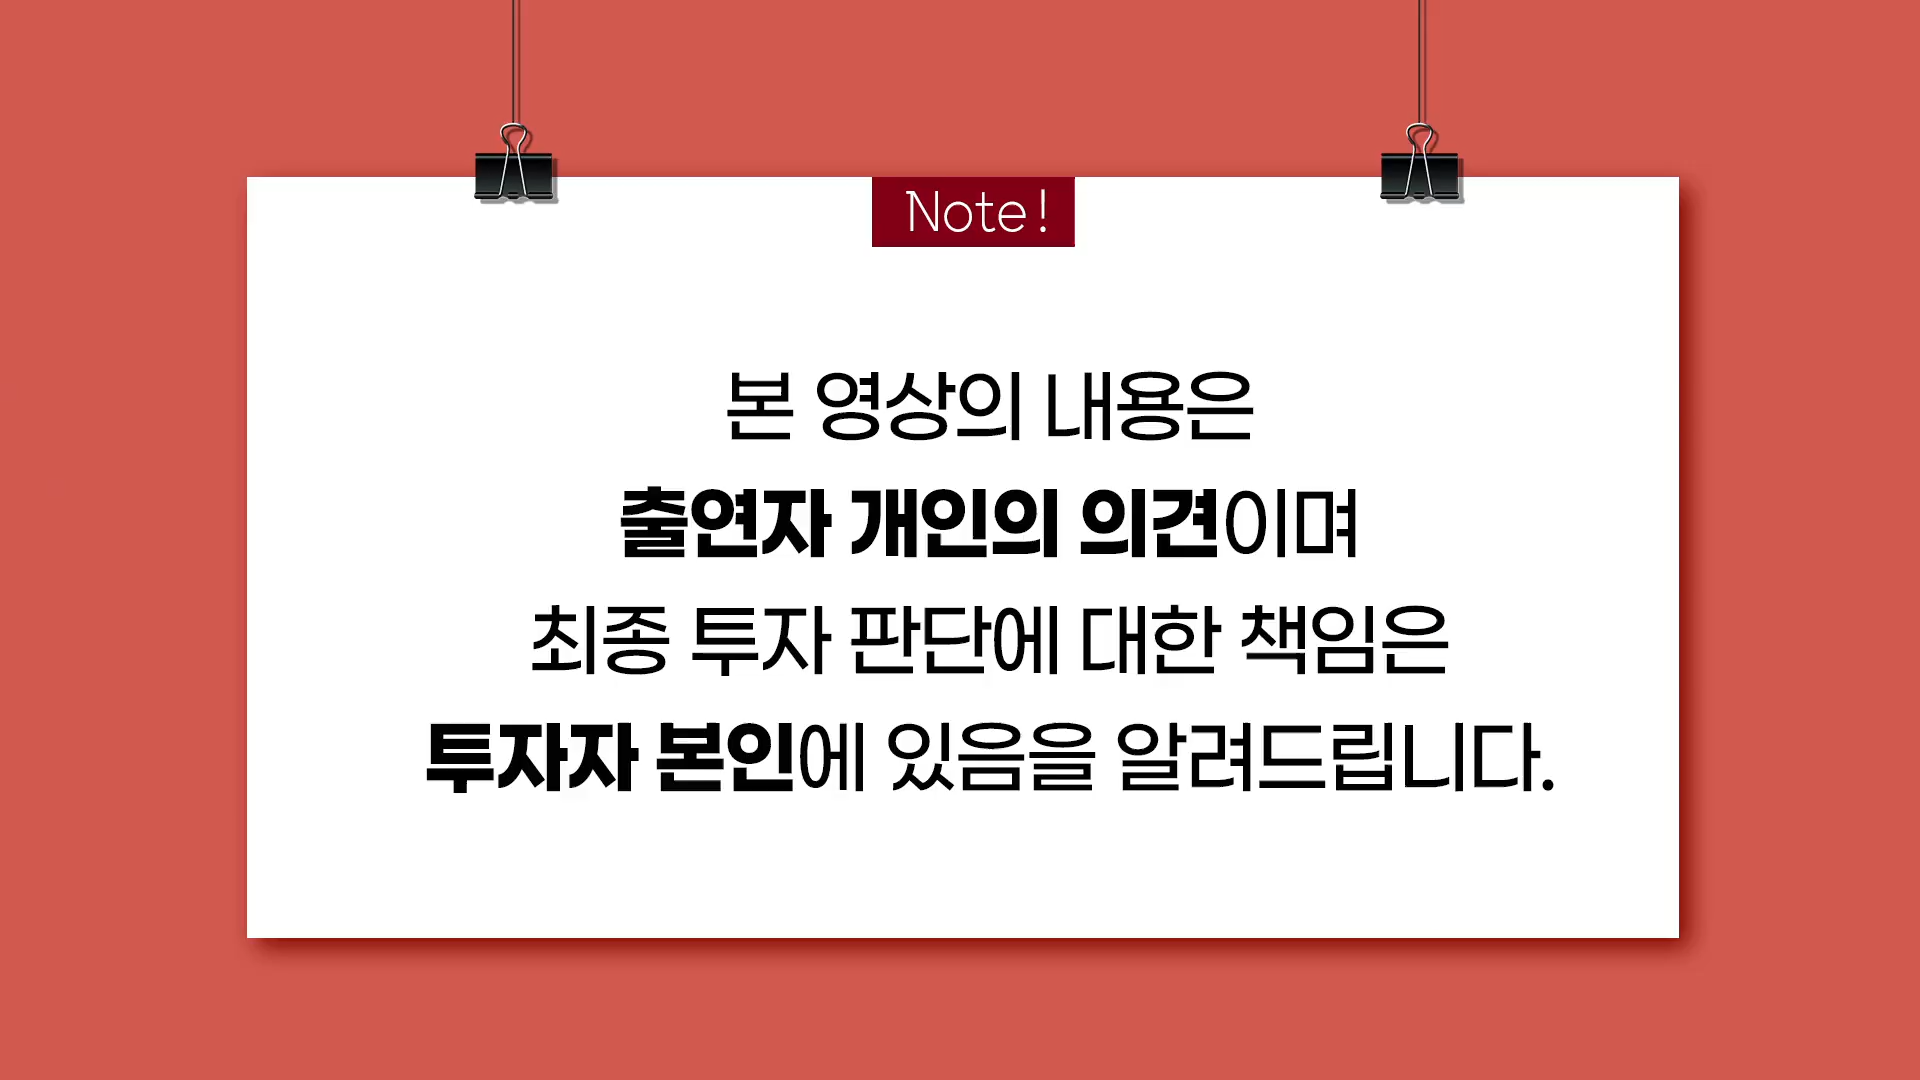 Note!
본 영상의 내용은
출연자 개인의 의견이며
최종 투자 판단에 대한 책임은
투자자 본인에 있음을 알려드립니다.